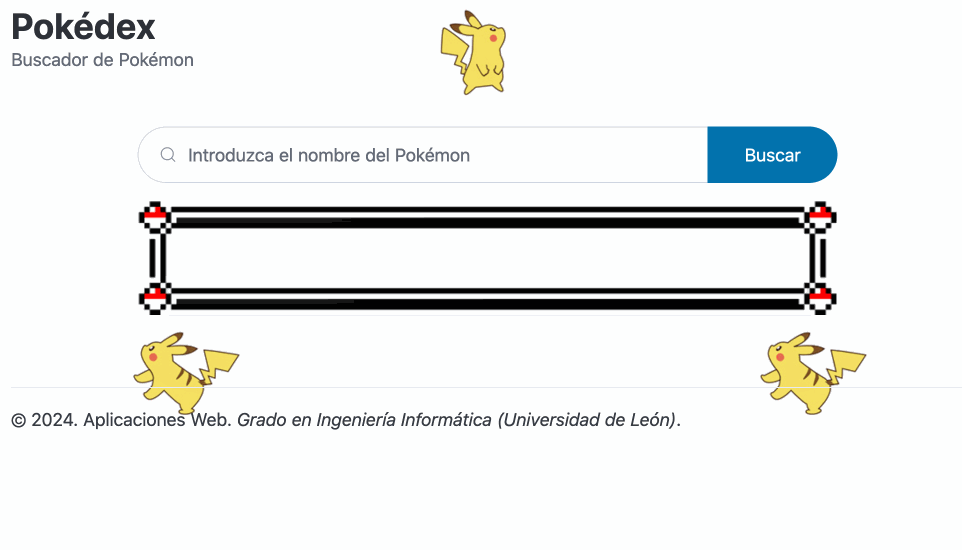 Pokédex
Buscador de Pokémon
Introduzca el nombre del Pokémon
Buscar
© 2024. Aplicaciones Web. Grado en Ingeniería Informática (Universidad de León).